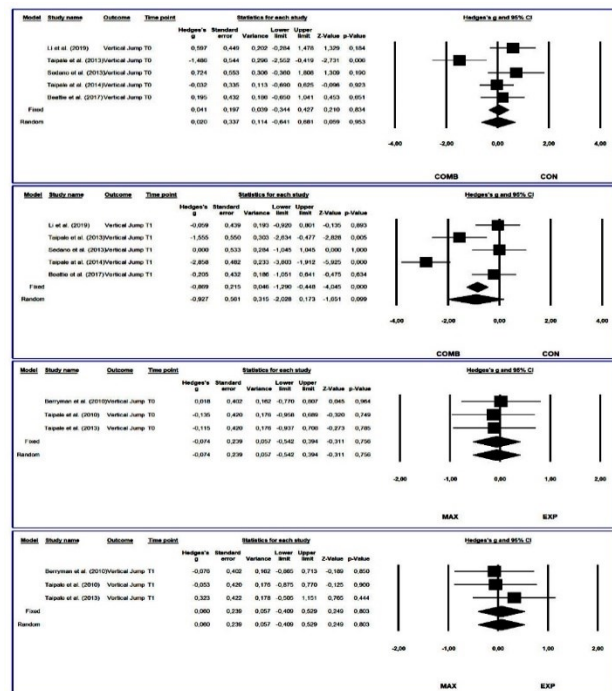 Model Study name Outcome Time point Statistics for each study Hedges's g and 95% CI
Hedges's g Standard error Variance Lower limit Upper limit Z-Value p-Value
Li et al. (2019) Vertical Jump T0 0,597 0,449 0,202 -0,284 1,478 1,329 0,184
Taipale et al. (2013) Vertical Jump T0 -1,486 0,544 0,296 -2,552 -0,419 -2,731 0,006
Sedano et al. (2013) Vertical Jump T0 0,724 0,553 0,306 -0,360 1,808 1,309 0,190
Taipale et al. (2014) Vertical Jump T0 -0,032 0,335 0,113 -0,690 0,625 -0,096 0,923
Beattie et al. (2017) Vertical Jump T0 0,195 0,432 0,186 -0,650 1,041 0,453 0,651
Fixed 0,041 0,197 0,039 -0,344 0,427 0,210 0,834
Random 0,020 0,337 0,114 -0,641 0,681 0,059 0,953
-4,00 -2,00 0,00 2,00 4,00
COMB CON
Model Study name Outcome Time point Statistics for each study Hedges's g and 95% CI
Hedges's g Standard error Variance Lower limit Upper limit Z-Value p-Value
Li et al. (2019) Vertical Jump T1 -0,059 0,439 0,193 -0,920 0,801 -0,135 0,893
Taipale et al. (2013) Vertical Jump T1 -1,555 0,550 0,303 -2,634 -0,477 -2,828 0,005
Sedano et al. (2013) Vertical Jump T1 0,000 0,533 0,284 -1,045 1,045 0,000 1,000
Taipale et al. (2014) Vertical Jump T1 -2,858 0,482 0,233 -3,803 -1,912 -5,925 0,000
Beattie et al. (2017) Vertical Jump T1 -0,205 0,432 0,186 -1,051 0,641 -0,475 0,634
Fixed -0,869 0,215 0,046 -1,290 -0,448 -4,045 0,000
Random -0,927 0,561 0,315 -2,028 0,173 -1,651 0,099
-4,00 -2,00 0,00 2,00 4,00
COMB CON
Model Study name Outcome Time point Statistics for each study Hedges's g and 95% CI
Hedges's g Standard error Variance Lower limit Upper limit Z-Value p-Value
Berryman et al. (2010) Vertical Jump T0 0,018 0,402 0,162 -0,770 0,807 0,045 0,964
Taipale et al. (2010) Vertical Jump T0 -0,135 0,420 0,176 -0,958 0,689 -0,320 0,749
Taipale et al. (2013) Vertical Jump T0 -0,115 0,420 0,176 -0,937 0,708 -0,273 0,785
Fixed -0,074 0,239 0,057 -0,542 0,394 -0,311 0,756
Random -0,074 0,239 0,057 -0,542 0,394 -0,311 0,756
-2,00 -1,00 0,00 1,00 2,00
MAX EXP
Model Study name Outcome Time point Statistics for each study Hedges's g and 95% CI
Hedges's g Standard error Variance Lower limit Upper limit Z-Value p-Value
Berryman et al. (2010) Vertical Jump T1 -0,076 0,402 0,162 -0,865 0,713 -0,189 0,850
Taipale et al. (2010) Vertical Jump T1 -0,053 0,420 0,176 -0,875 0,770 -0,125 0,900
Taipale et al. (2013) Vertical Jump T1 0,323 0,422 0,178 -0,505 1,151 0,765 0,444
Fixed 0,060 0,239 0,057 -0,409 0,529 0,249 0,803
Random 0,060 0,239 0,057 -0,409 0,529 0,249 0,803
-2,00 -1,00 0,00 1,00 2,00
MAX EXP